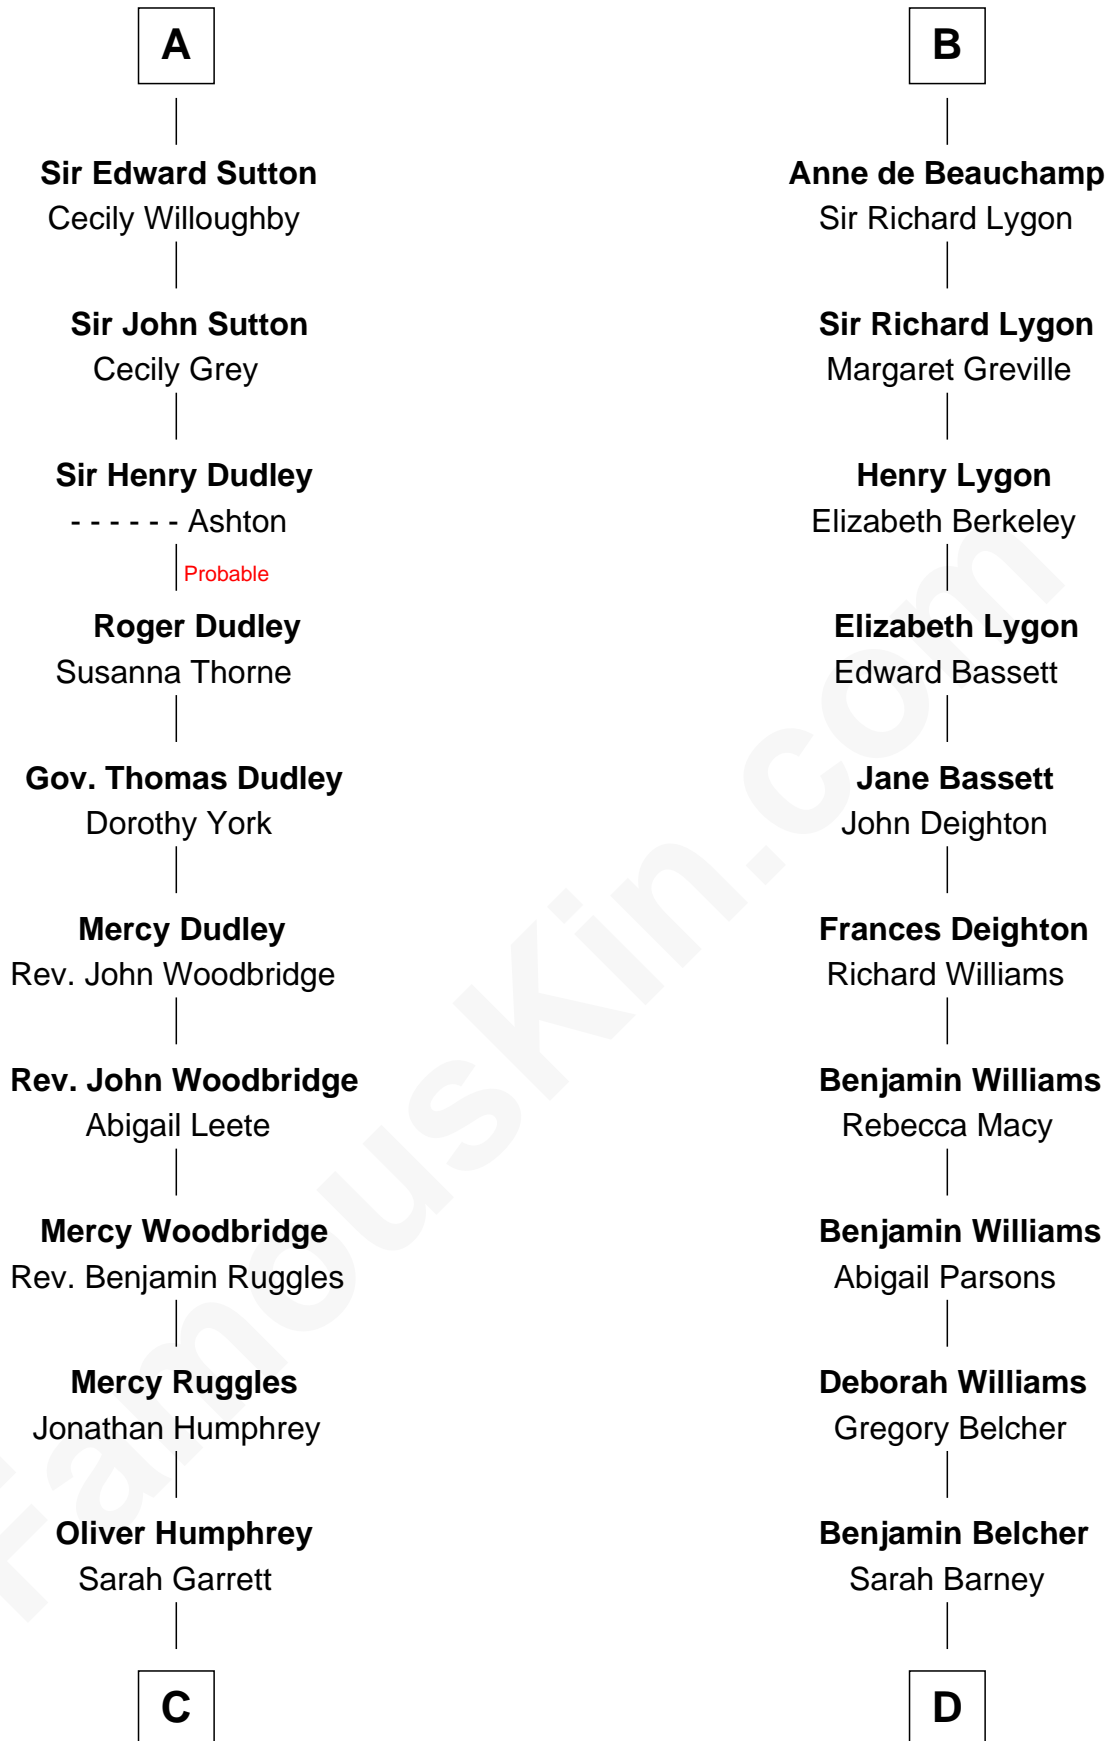 A
Sir Edward Sutton
Cecily Willoughby
Sir John Sutton
Cecily Grey
Sir Henry Dudley
- - - - - - Ashton
Probable
Roger Dudley
Susanna Thorne
Gov. Thomas Dudley
Dorothy York
Mercy Dudley
Rev. John Woodbridge
Rev. John Woodbridge
Abigail Leete
Mercy Woodbridge
Rev. Benjamin Ruggles
Mercy Ruggles
Jonathan Humphrey
Oliver Humphrey
Sarah Garrett
C
B
Anne de Beauchamp
Sir Richard Lygon
Sir Richard Lygon
Margaret Greville
Henry Lygon
Elizabeth Berkeley
Elizabeth Lygon
Edward Bassett
Jane Bassett
John Deighton
Frances Deighton
Richard Williams
Benjamin Williams
Rebecca Macy
Benjamin Williams
Abigail Parsons
Deborah Williams
Gregory Belcher
Benjamin Belcher
Sarah Barney
D
FamousKin.com